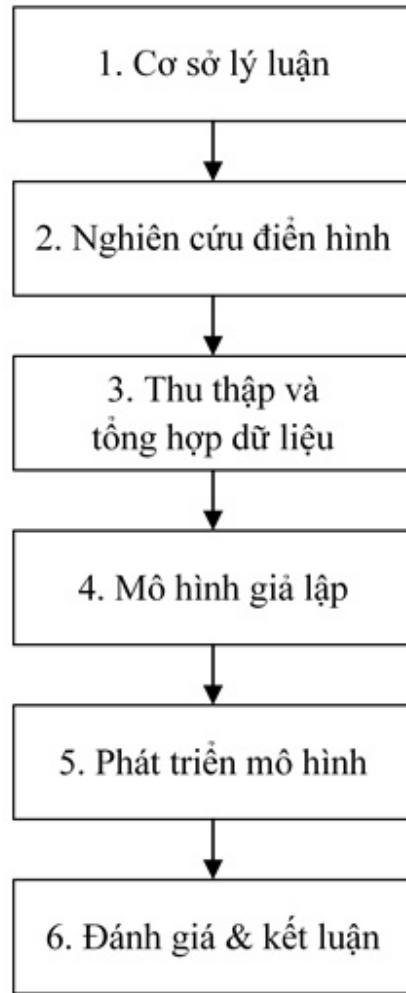 1. Cơ sở lý luận
2. Nghiên cứu điển hình
3. Thu thập và
tổng hợp dữ liệu
4. Mô hình giả lập
5. Phát triển mô hình
6. Đánh giá & kết luận